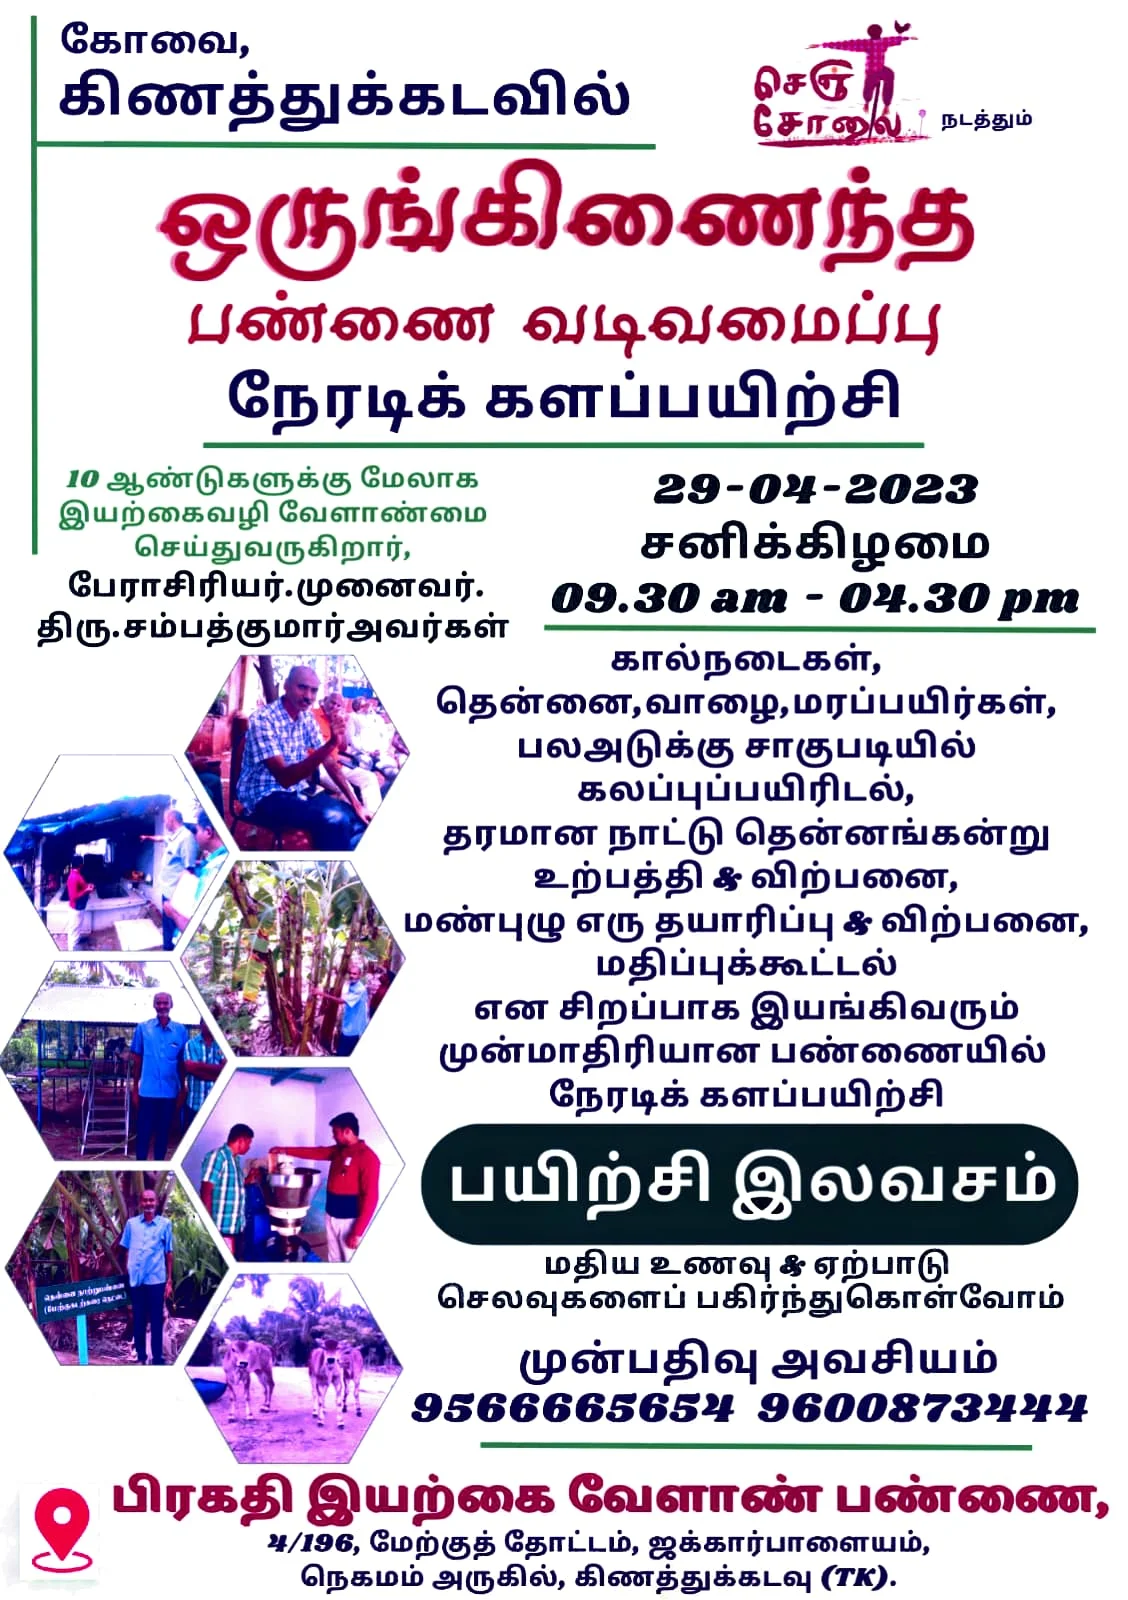 கோவை,
கிணத்துக்கடவில்
செஞ்
சோலை
நடத்தும்
ஒருங்கிணைந்த
பண்ணை வடிவமைப்பு
நேரடிக் களப்பயிற்சி
10 ஆண்டுகளுக்கு மேலாக
இயற்கைவழி வேளாண்மை
செய்துவருகிறார்,
பேராசிரியர்.முனைவர்.
திரு.சம்பத்குமார்அவர்கள்
29-04-2023
சனிக்கிழமை
09.30 am - 04.30 pm
கால்நடைகள்,
தென்னை,வாழை,மரப்பயிர்கள்,
பலஅடுக்கு சாகுபடியில்
கலப்புப்பயிரிடல்,
தரமான நாட்டு தென்னங்கன்று
உற்பத்தி & விற்பனை,
மண்புழு எரு தயாரிப்பு & விற்பனை,
மதிப்புக்கூட்டல்
என சிறப்பாக இயங்கிவரும்
முன்மாதிரியான பண்ணையில்
நேரடிக் களப்பயிற்சி
பயிற்சி இலவசம்
மதிய உணவு & ஏற்பாடு
செலவுகளைப் பகிர்ந்துகொள்வோம்
முன்பதிவு அவசியம்
9566665654 9600873444
தென்னை நாற்றுபண்ணை
பிரகதி இயற்கை வேளாண் பண்ணை,
4/196, மேற்குத் தோட்டம், ஜக்கார்பாளையம்,
நெகமம் அருகில், கிணத்துக்கடவு (TK).